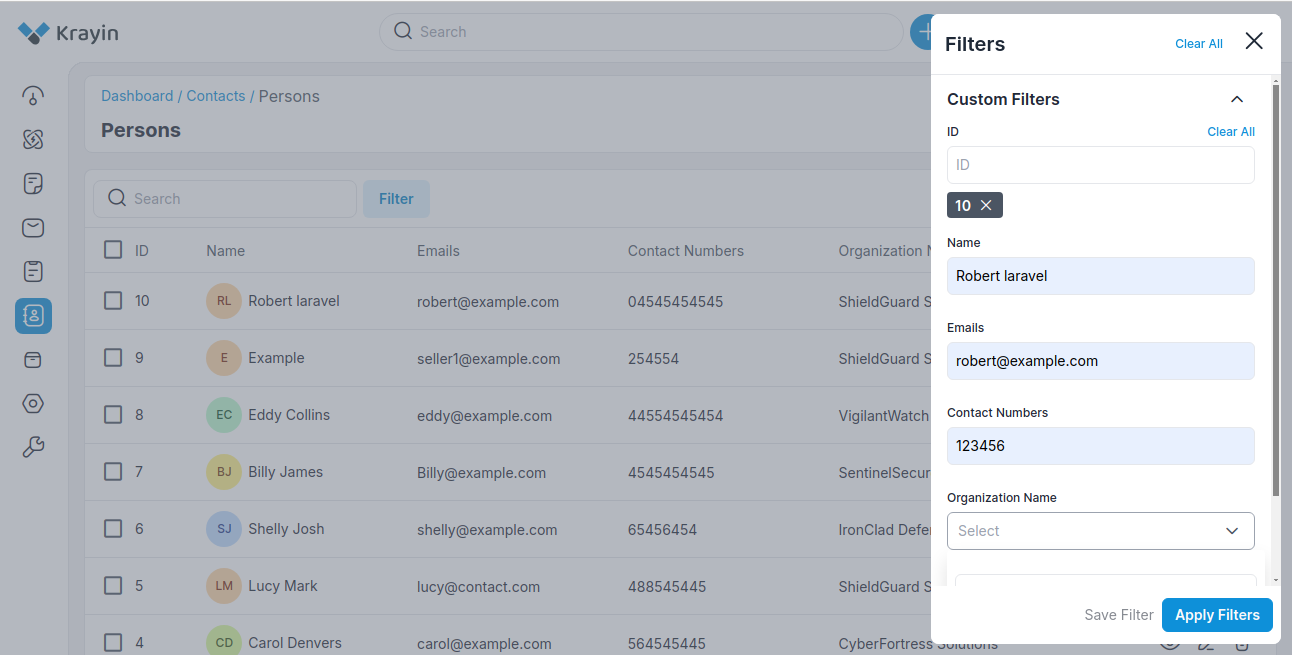 Krayin
Search
Dashboard / Contacts / Persons
Persons
Search
Filter
ID Name Emails Contact Numbers Organization
10 RL Robert laravel robert@example.com 04545454545 ShieldGuard
9 E Example seller1@example.com 254554 ShieldGuard
8 EC Eddy Collins eddy@example.com 44554545454 VigilantWatch
7 BJ Billy James Billy@example.com 4545454545 SentinelSecur
6 SJ Shelly Josh shelly@example.com 65456454 IronClad Defe
5 LM Lucy Mark lucy@contact.com 488545445 ShieldGuard
4 CD Carol Denvers carol@example.com 564545445 CyberFortress Solutions
Filters
Clear All
Custom Filters
ID Clear All
ID
10
Name
Robert laravel
Emails
robert@example.com
Contact Numbers
123456
Organization Name
Select
Save Filter Apply Filters